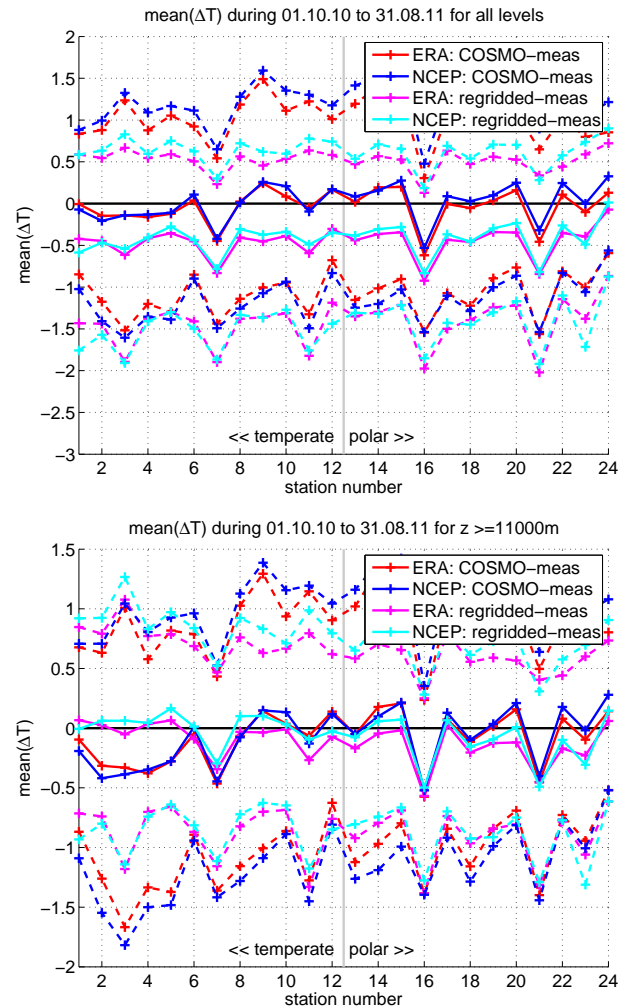 mean(ΔT) during 01.10.10 to 31.08.11 for all levels
2
1.5
1
0.5
0
−0.5
−1
−1.5
−2
−2.5
−3
mean(ΔT)
ERA: COSMO−meas
NCEP: COSMO−meas
ERA: regridded−meas
NCEP: regridded−meas
<< temperate polar >>
2 4 6 8 10 12 14 16 18 20 22 24
station number
mean(ΔT) during 01.10.10 to 31.08.11 for z >=11000m
1.5
1
0.5
0
−0.5
−1
−1.5
−2
mean(ΔT)
ERA: COSMO−meas
NCEP: COSMO−meas
ERA: regridded−meas
NCEP: regridded−meas
<< temperate polar >>
2 4 6 8 10 12 14 16 18 20 22 24
station number